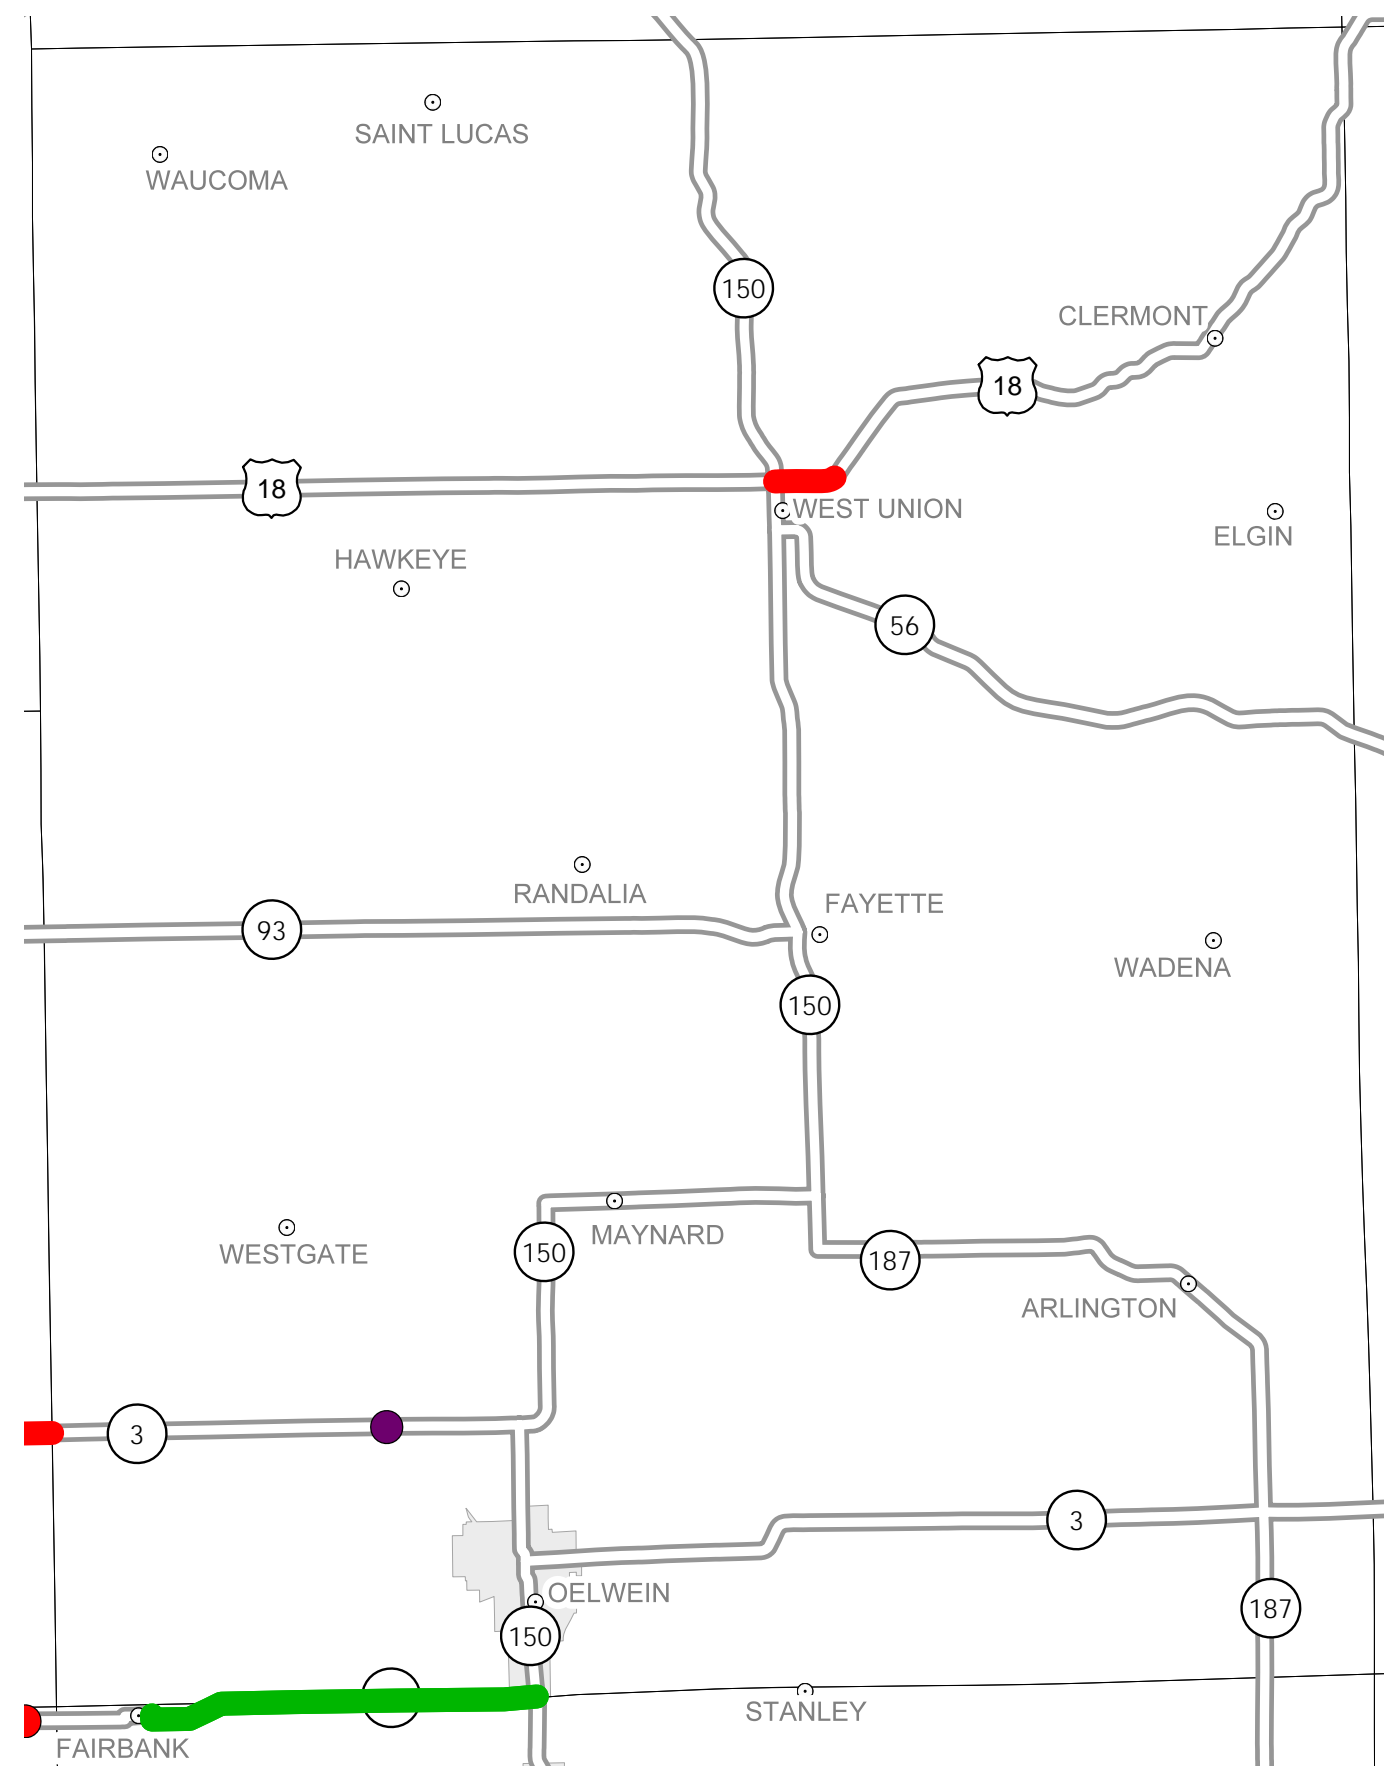 SAINT LUCAS
WAUCOMA
150
CLERMONT
18
18
WEST UNION
ELGIN
HAWKEYE
56
RANDALIA
FAYETTE
93
WADENA
150
MAYNARD
WESTGATE
150
187
ARLINGTON
3
3
OELWEIN
187
150
STANLEY
FAIRBANK